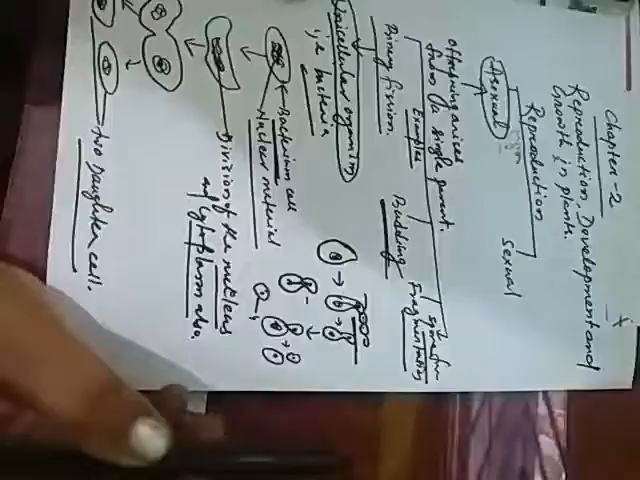 Chapter-2
Reproduction, Development and
Growth in plants.
Reproduction
Asexual
Sexual
Offspring arises
from a single parent.
Examples
Binary fission
Budding
Fragmentation
Unicellular organism
i.e bacteria
Bacterium cell
Nuclear material
Division of the nucleus
and cytoplasm also.
two Daughter cell.